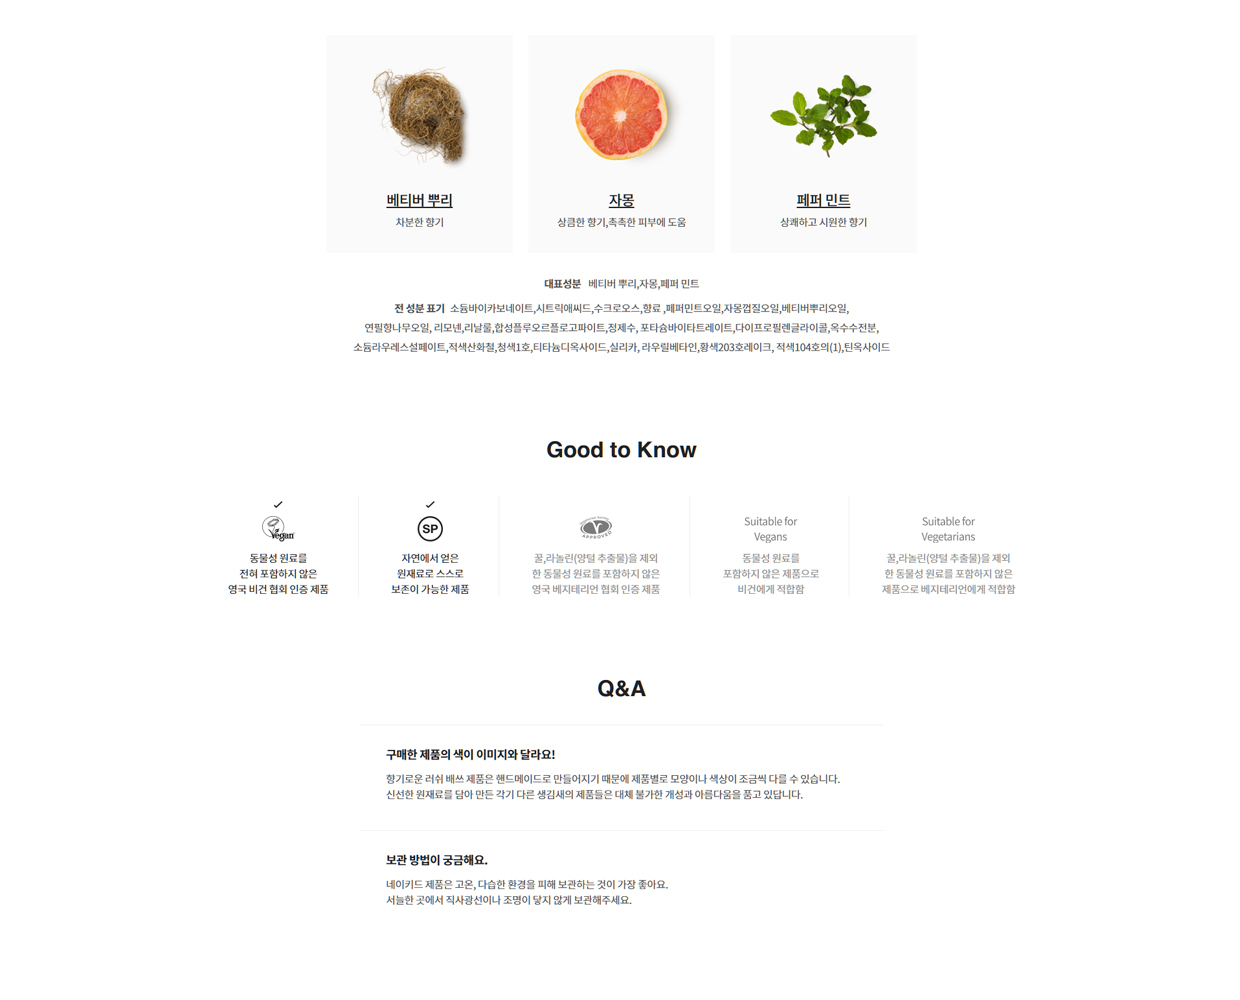 베티버 뿌리
차분한 향기
자몽
상큼한 향기,촉촉한 피부에 도움
페퍼 민트
상쾌하고 시원한 향기
대표성분 베티버 뿌리,자몽,페퍼 민트
전 성분 표기 소듐바이카보네이트,시트릭애씨드,수크로오스,향료 ,페퍼민트오일,자몽껍질오일,베티버뿌리오일,
연필향나무오일, 리모넨,리날룰,합성플루오르플로고파이트,정제수, 포타슘바이타트레이트,다이프로필렌글라이콜,옥수수전분,
소듐라우레스설페이트,적색산화철,청색1호,티타늄디옥사이드,실리카, 라우릴베타인,황색203호레이크, 적색104호의(1),틴옥사이드
Good to Know
Vegan
동물성 원료를
전혀 포함하지 않은
영국 비건 협회 인증 제품
SP
자연에서 얻은
원재료로 스스로
보존이 가능한 제품
V
APPROVED
꿀,라놀린(양털 추출물)을 제외
한 동물성 원료를 포함하지 않은
영국 베지테리언 협회 인증 제품
Suitable for
Vegans
동물성 원료를
포함하지 않은 제품으로
비건에게 적합함
Suitable for
Vegetarians
꿀,라놀린(양털 추출물)을 제외
한 동물성 원료를 포함하지 않은
제품으로 베지테리언에게 적합함
Q&A
구매한 제품의 색이 이미지와 달라요!
향기로운 러쉬 배쓰 제품은 핸드메이드로 만들어지기 때문에 제품별로 모양이나 색상이 조금씩 다를 수 있습니다.
신선한 원재료를 담아 만든 각기 다른 생김새의 제품들은 대체 불가한 개성과 아름다움을 품고 있답니다.
보관 방법이 궁금해요.
네이키드 제품은 고온, 다습한 환경을 피해 보관하는 것이 가장 좋아요.
서늘한 곳에서 직사광선이나 조명이 닿지 않게 보관해주세요.